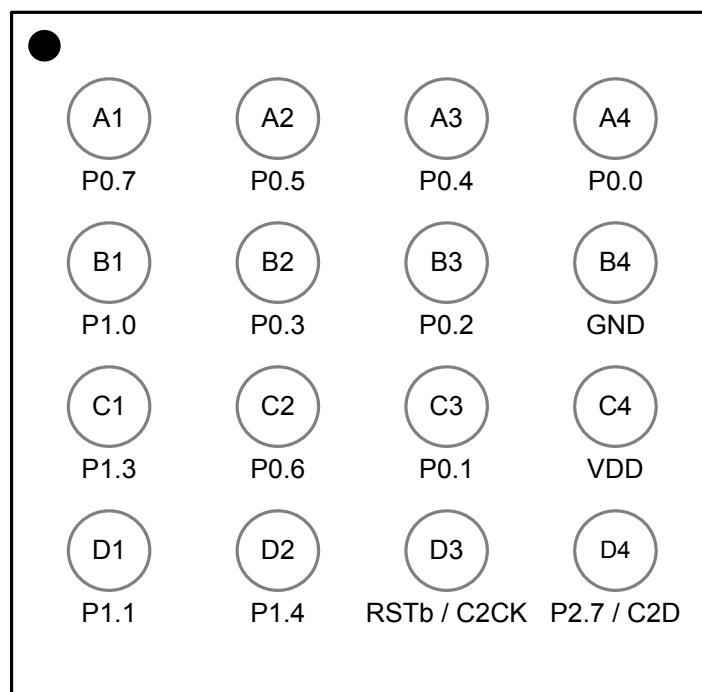 A1 A2 A3 A4
P0.7 P0.5 P0.4 P0.0
B1 B2 B3 B4
P1.0 P0.3 P0.2 GND
C1 C2 C3 C4
P1.3 P0.6 P0.1 VDD
D1 D2 D3 D4
P1.1 P1.4 RSTb / C2CK P2.7 / C2D